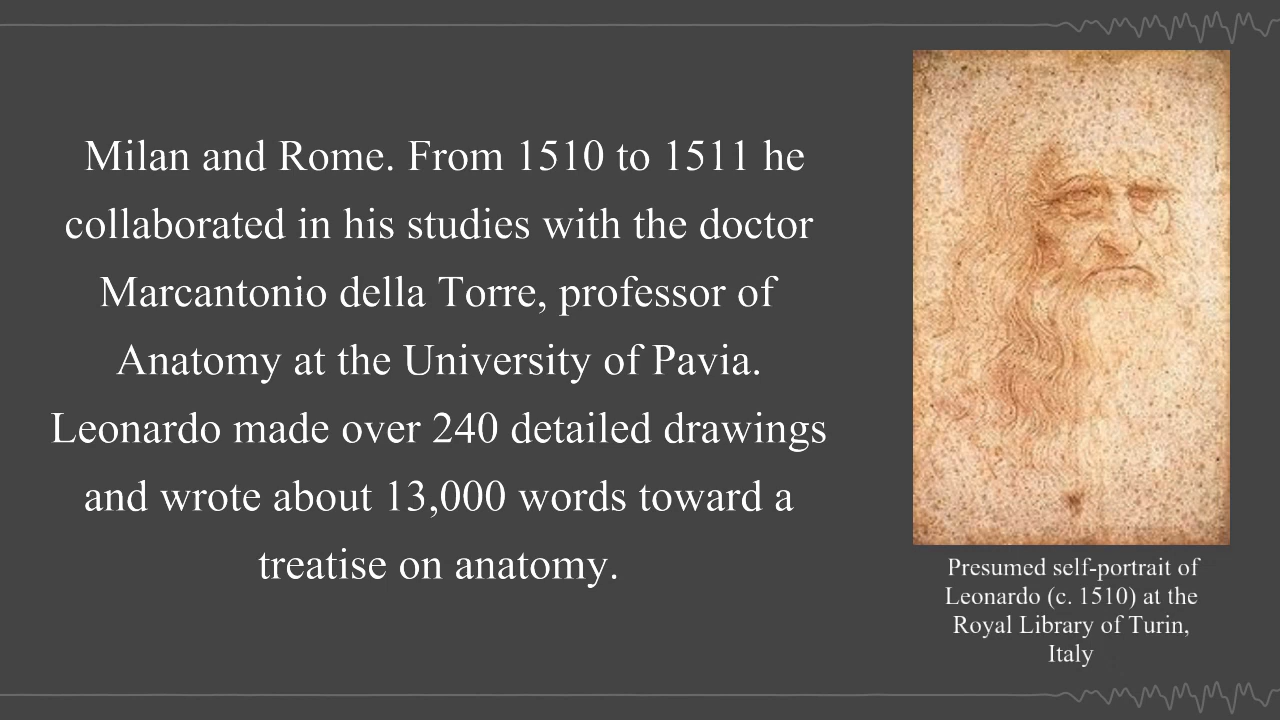 Milan and Rome. From 1510 to 1511 he
collaborated in his studies with the doctor
Marcantonio della Torre, professor of
Anatomy at the University of Pavia.
Leonardo made over 240 detailed drawings
and wrote about 13,000 words toward a
treatise on anatomy.
Presumed self-portrait of
Leonardo (c. 1510) at the
Royal Library of Turin,
Italy